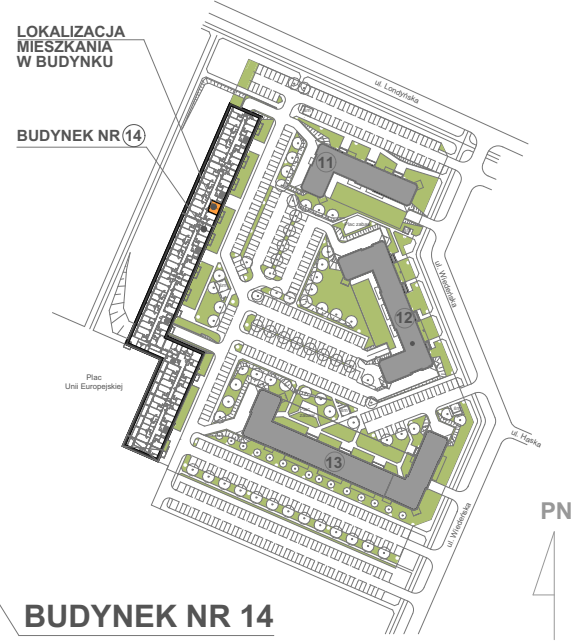 LOKALIZACJA
MIESZKANIA
W BUDYNKU
BUDYNEK NR 14
ul. Londyńska
11
ul. Wiedeńska
12
Plac
Unii Europejskiej
ul. Haska
13
ul. Wiedeńska
PN
BUDYNEK NR 14